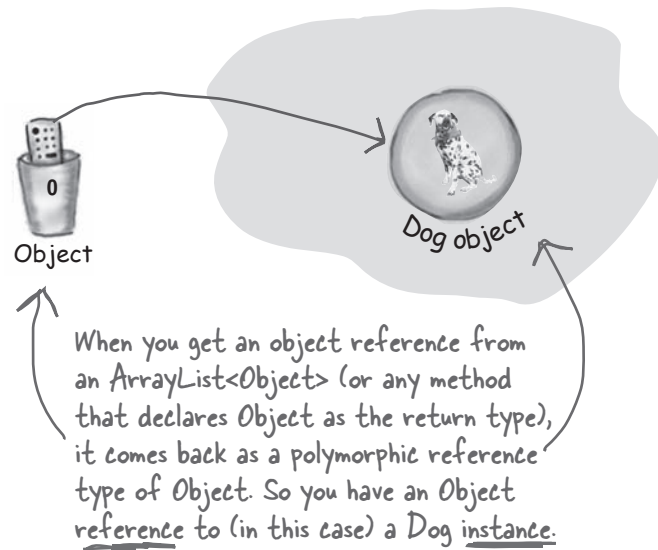 o
Object
Dog object
When you get an object reference from
an ArrayList<Object> (or any method
that declares Object as the return type),
it comes back as a polymorphic reference
type of Object. So you have an Object
reference to (in this case) a Dog instance.